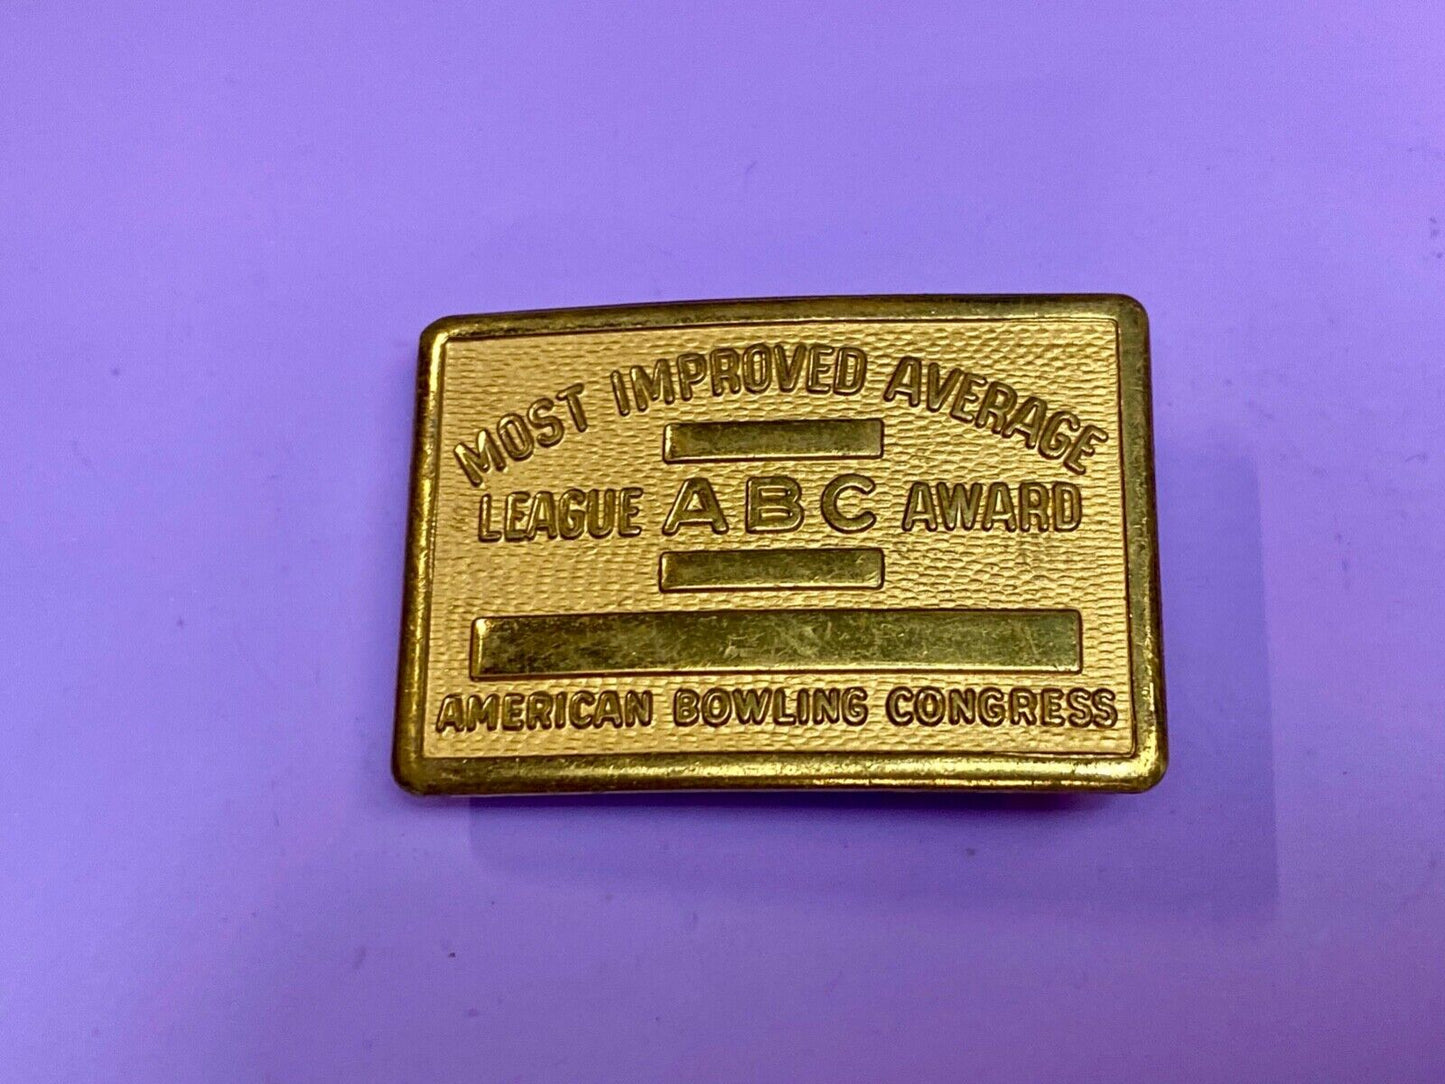 MOST IMPROVED AVERAGE
LEAGUE ABC AWARD
AMERICAN BOWLING CONGRESS